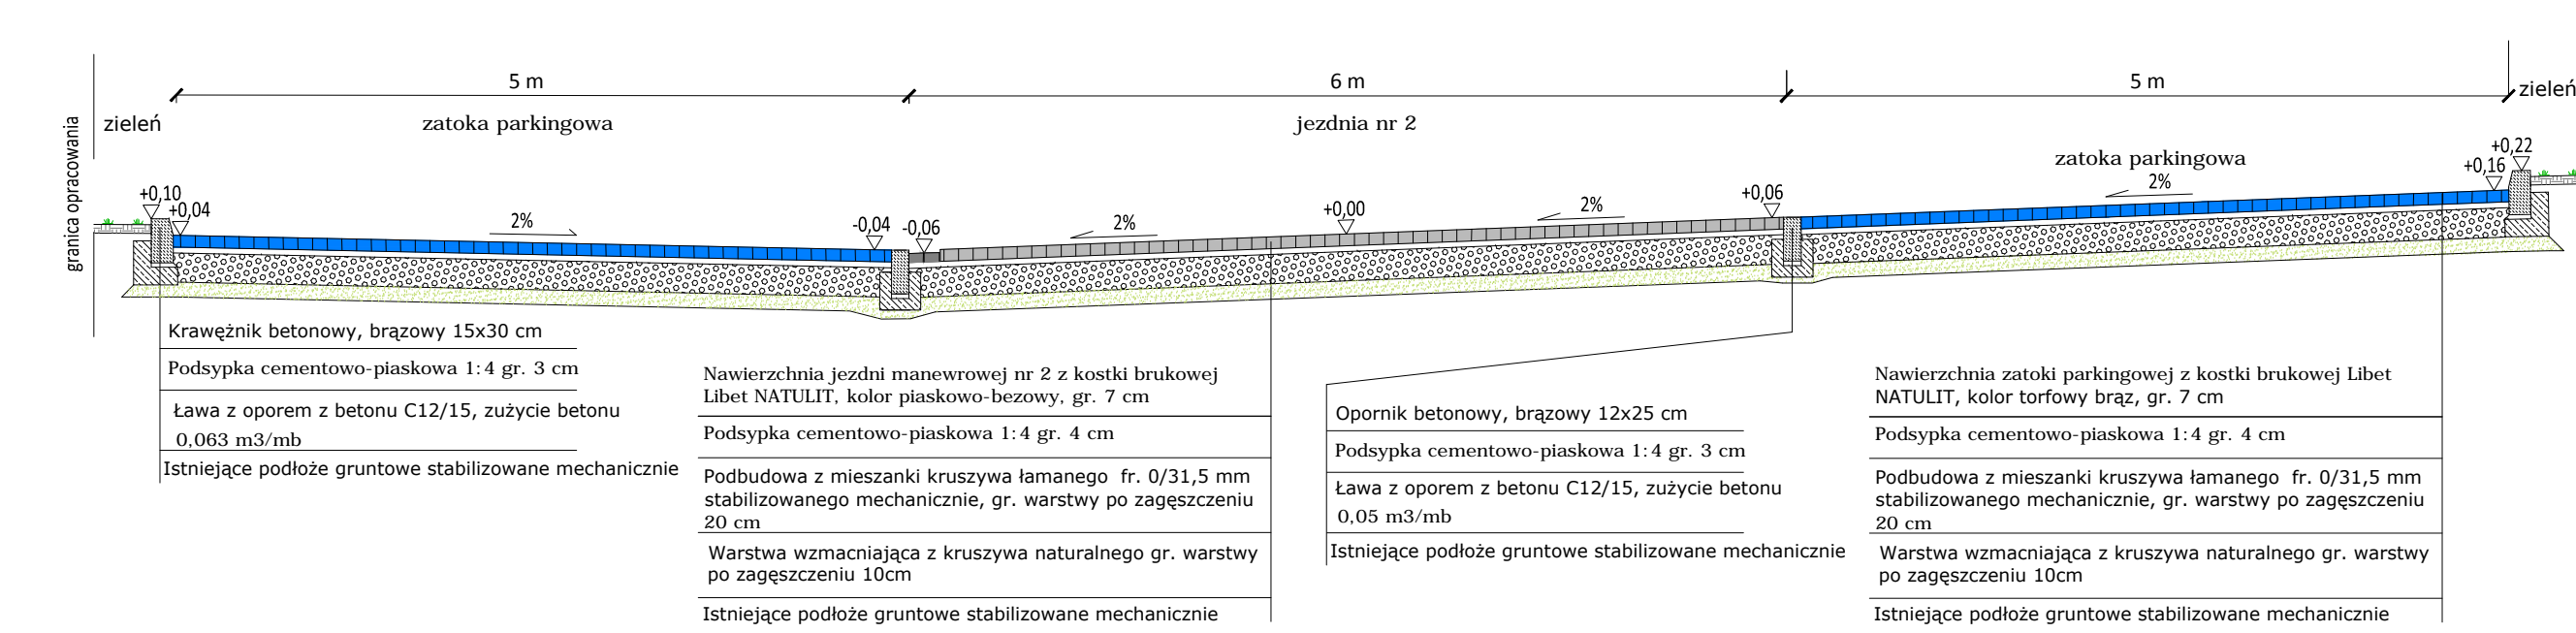 5 m
6 m
5 m
zieleń
zieleń
granica opracowania
zatoka parkingowa
jezdnia nr 2
zatoka parkingowa
+0,22
+0,16
2%
+0,10
+0,04
2%
-0,04
-0,06
2%
+0,00
2%
+0,06
Krawężnik betonowy, brązowy 15x30 cm
Podsypka cementowo-piaskowa 1:4 gr. 3 cm
Ława z oporem z betonu C12/15, zużycie betonu
0,063 m3/mb
Istniejące podłoże gruntowe stabilizowane mechanicznie
Nawierzchnia jezdni manewrowej nr 2 z kostki brukowej
Libet NATULIT, kolor piaskowo-bezowy, gr. 7 cm
Podsypka cementowo-piaskowa 1:4 gr. 4 cm
Podbudowa z mieszanki kruszywa łamanego fr. 0/31,5 mm
stabilizowanego mechanicznie, gr. warstwy po zagęszczeniu
20 cm
Warstwa wzmacniająca z kruszywa naturalnego gr. warstwy
po zagęszczeniu 10cm
Istniejące podłoże gruntowe stabilizowane mechanicznie
Opornik betonowy, brązowy 12x25 cm
Podsypka cementowo-piaskowa 1:4 gr. 3 cm
Ława z oporem z betonu C12/15, zużycie betonu
0,05 m3/mb
Istniejące podłoże gruntowe stabilizowane mechanicznie
Nawierzchnia zatoki parkingowej z kostki brukowej Libet
NATULIT, kolor torfowy brąz, gr. 7 cm
Podsypka cementowo-piaskowa 1:4 gr. 4 cm
Podbudowa z mieszanki kruszywa łamanego fr. 0/31,5 mm
stabilizowanego mechanicznie, gr. warstwy po zagęszczeniu
20 cm
Warstwa wzmacniająca z kruszywa naturalnego gr. warstwy
po zagęszczeniu 10cm
Istniejące podłoże gruntowe stabilizowane mechanicznie